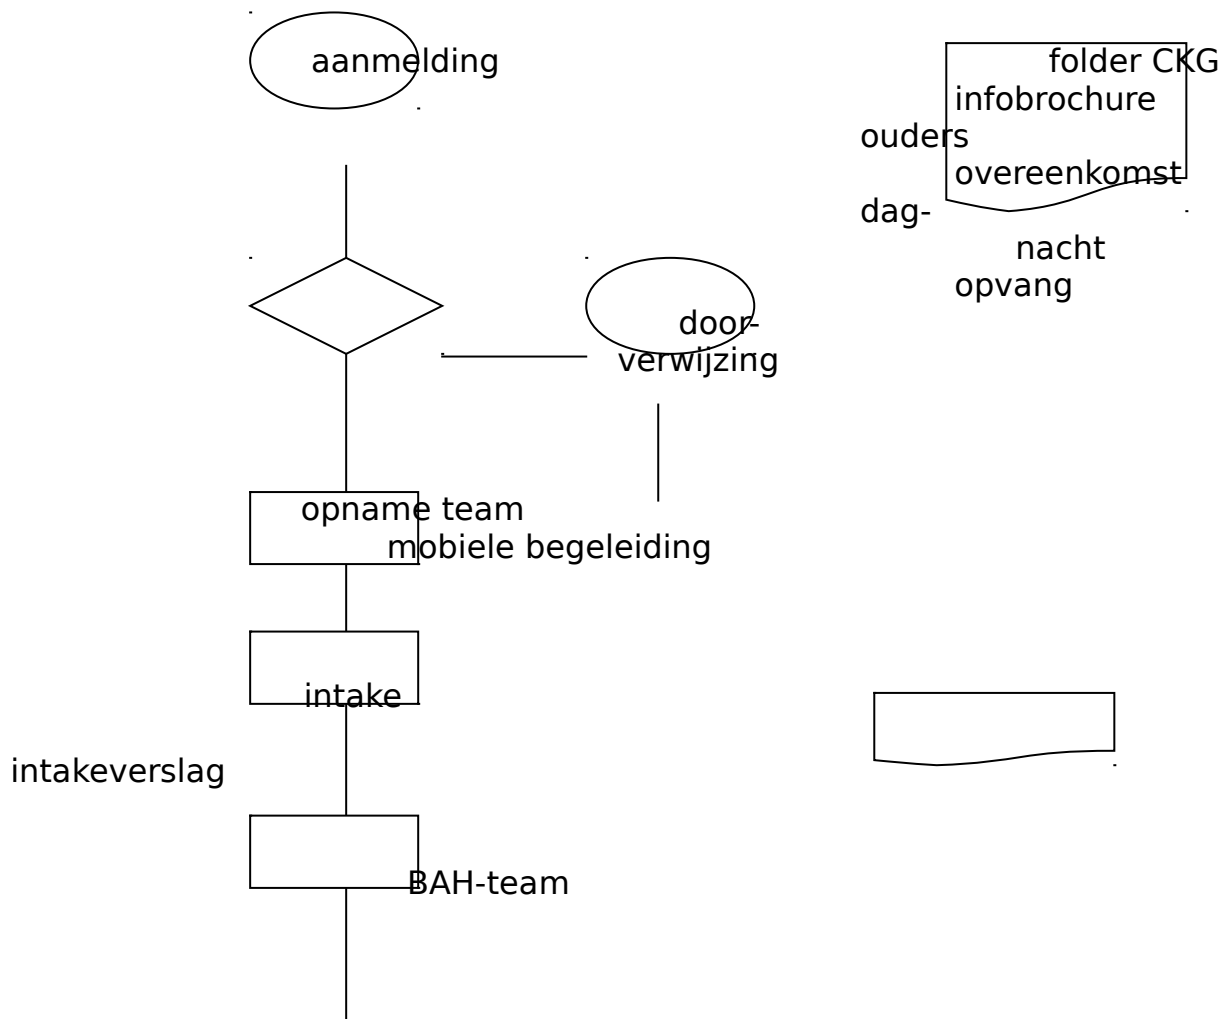 aanmelding
folder CKG
infobrochure
ouders
overeenkomst
dag-
nacht
opvang
door-
verwijzing
opname team
mobiele begeleiding
intake
intakeverslag
BAH-team